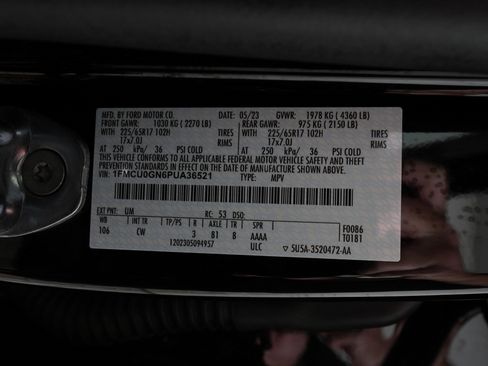 MFD. BY FORD MOTOR CO. 05/23 GVWR: 1978 KG ( 4360 LB)
FRONT GAWR: 1030 KG ( 2270 LB) REAR GAWR: 975 KG ( 2150 LB)
WITH 225/65R17 102H TIRES WITH 225/65R17 102H TIRES
17x7.0J RIMS 17x7.0J RIMS
AT 250 kPa/ 36 PSI COLD AT 250 kPa/ 36 PSI COLD
THIS VEHICLE CONFORMS TO ALL APPLICABLE FEDERAL MOTOR VEHICLE SAFETY AND THEFT
PREVENTION STANDARDS IN EFFECT ON THE DATE OF MANUFACTURE SHOWN ABOVE.
VIN: 1FMCU0GN6PUA36521 TYPE: MPV
EXT PNT: UM RC: 53 DSO:
WB INT TR TP/PS R AXLE TR SPR F0086
106 CW 3 B1 8 AAAA T0181
1202305094957 ULC 5U5A-3520472-AA